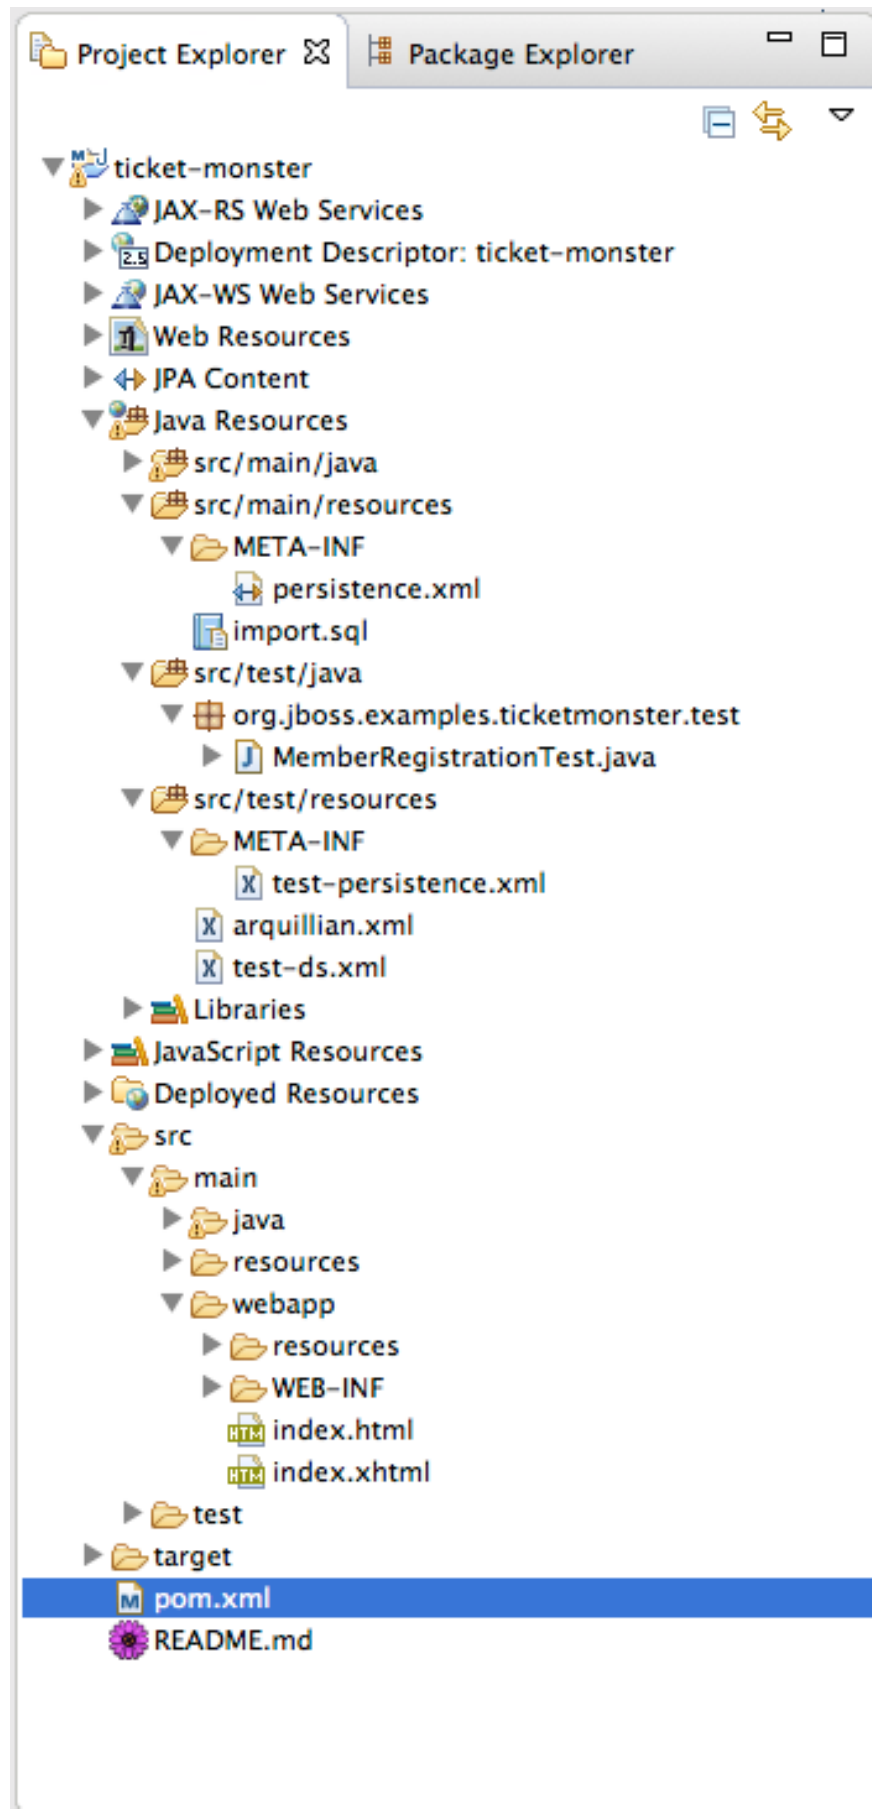 Project Explorer Package Explorer
ticket-monster
JAX-RS Web Services
2.5 Deployment Descriptor: ticket-monster
JAX-WS Web Services
Web Resources
JPA Content
Java Resources
src/main/java
src/main/resources
META-INF
persistence.xml
import.sql
src/test/java
org.jboss.examples.ticketmonster.test
J MemberRegistrationTest.java
src/test/resources
META-INF
X test-persistence.xml
X arquillian.xml
X test-ds.xml
Libraries
JavaScript Resources
Deployed Resources
src
main
java
resources
webapp
resources
WEB-INF
HTM index.html
HTM index.xhtml
test
target
M pom.xml
README.md